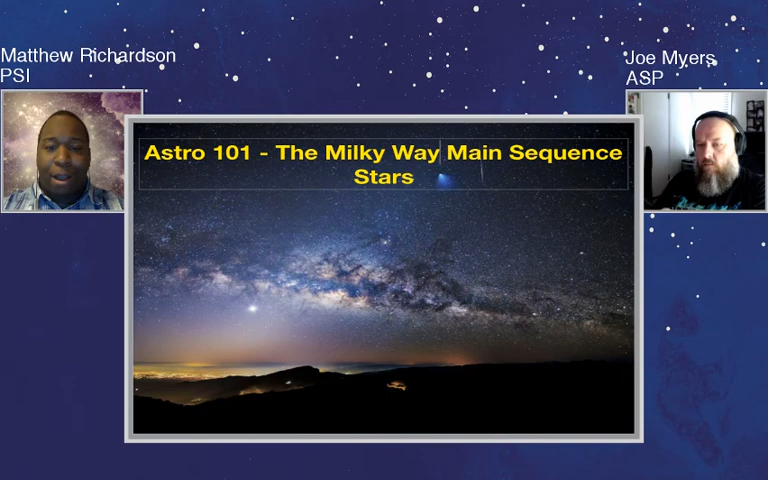 Matthew Richardson
PSI
Joe Myers
ASP
Astro 101 - The Milky Way Main Sequence
Stars